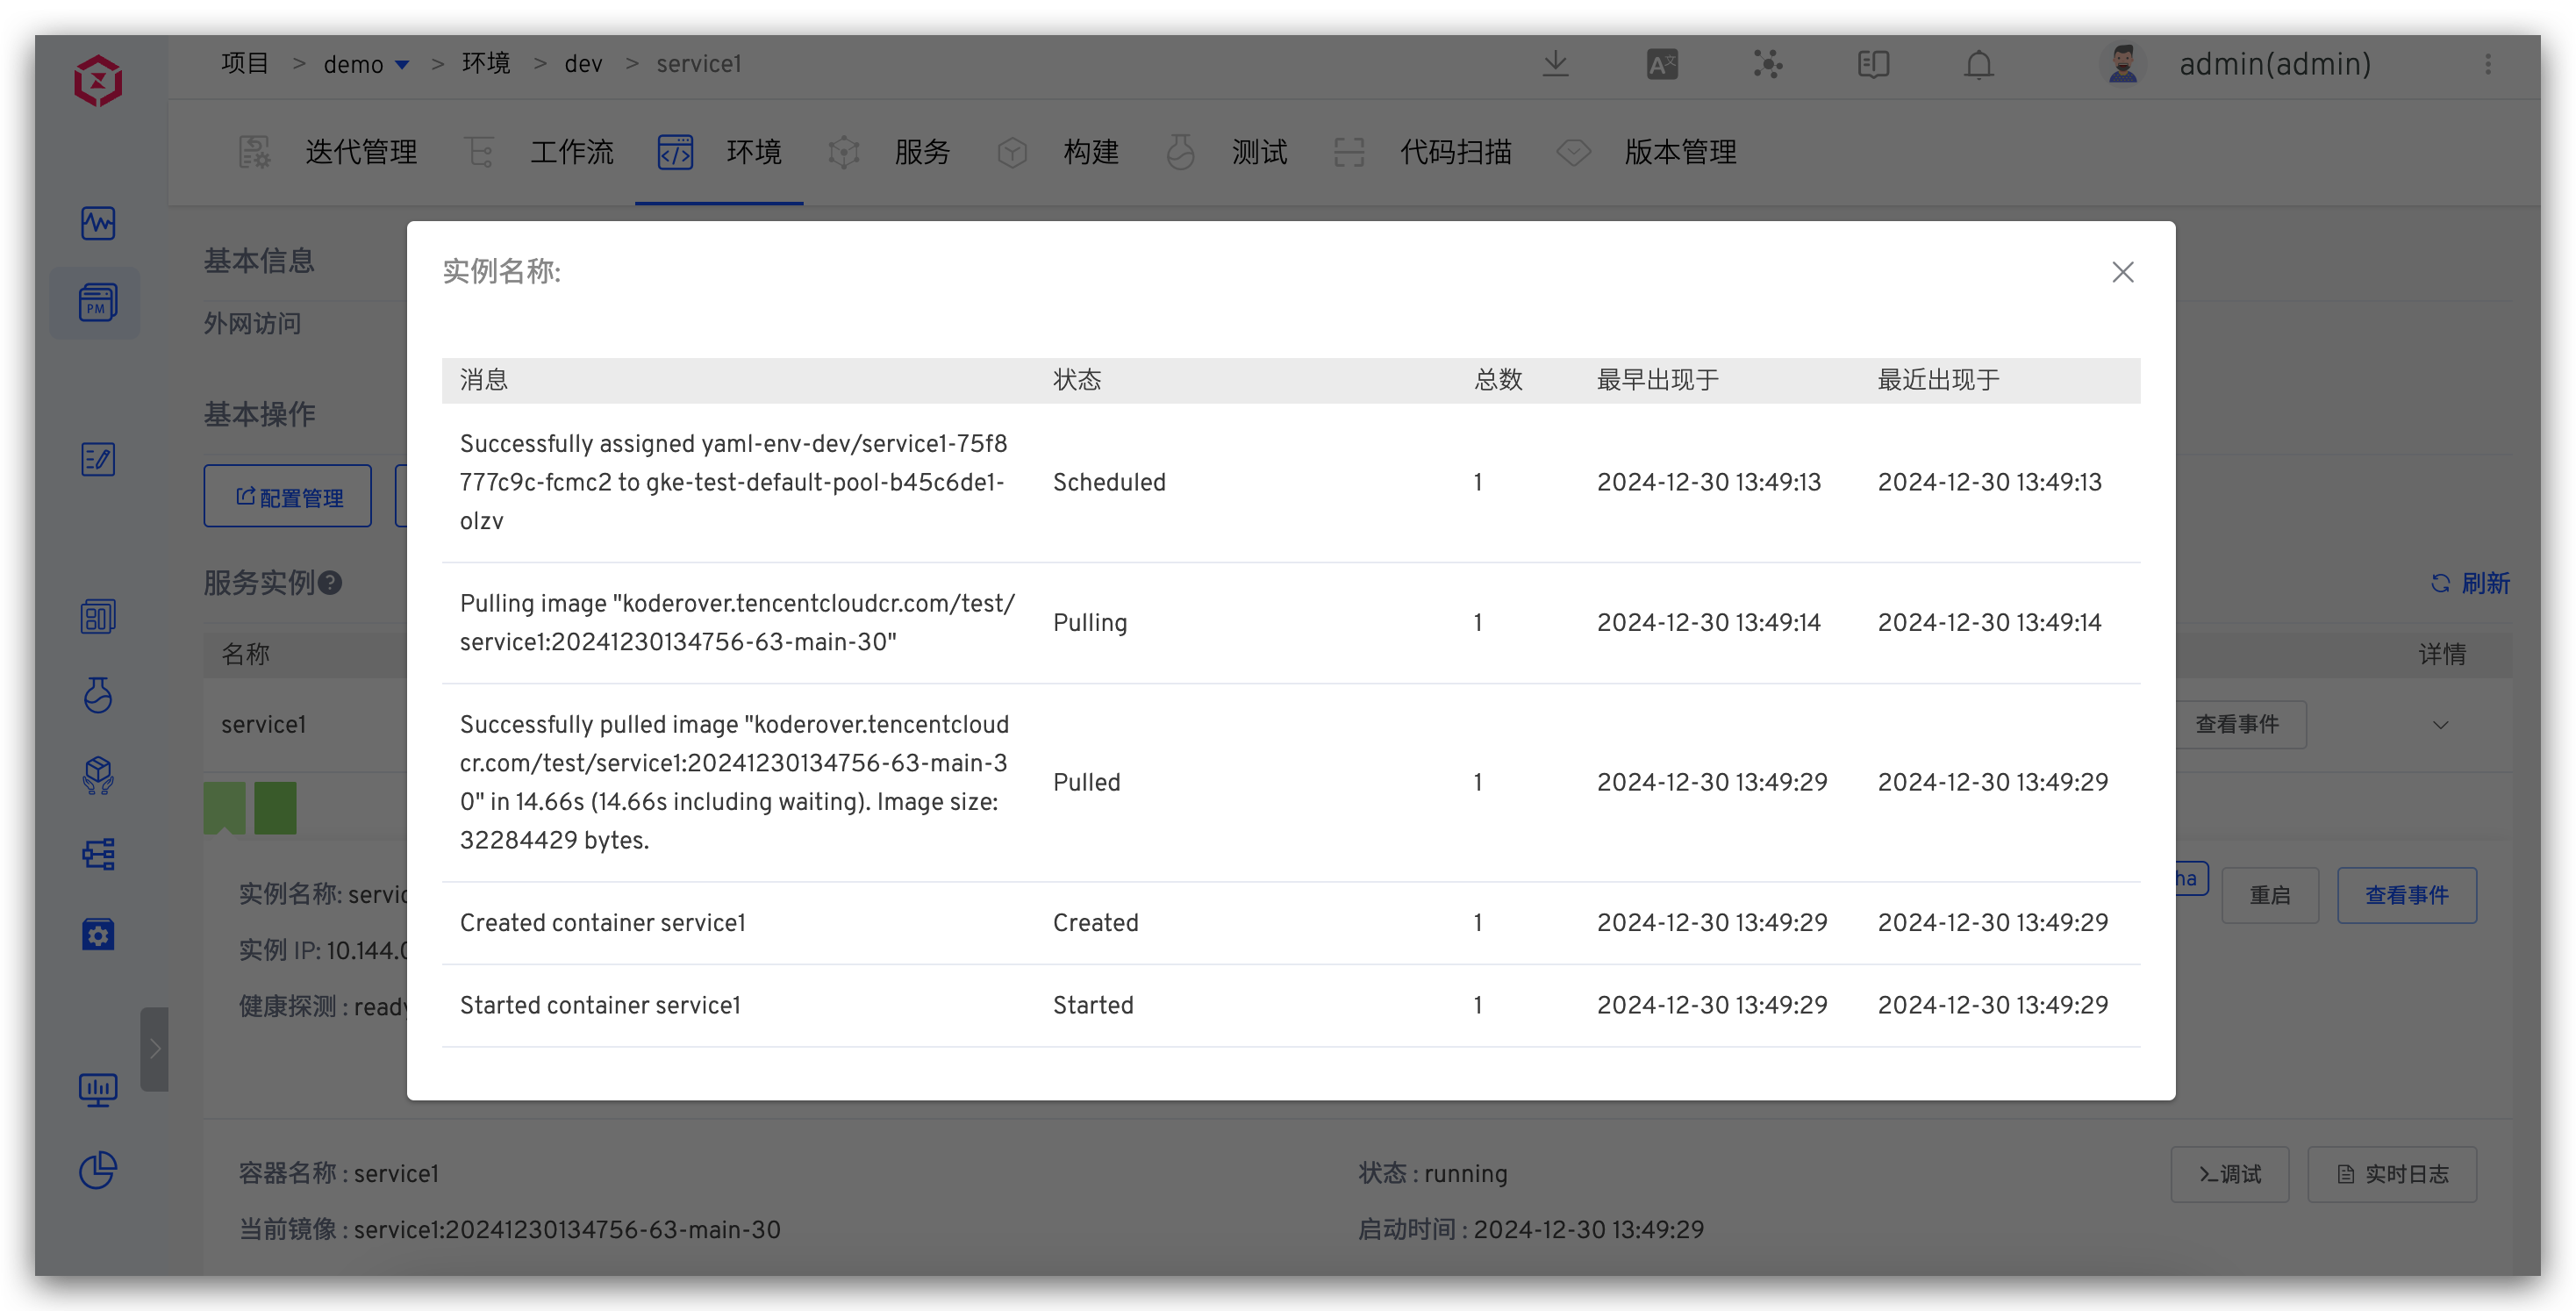 项目 > demo > 环境 > dev > service1
A文
admin(admin)
迭代管理 工作流 环境 服务 构建 测试 代码扫描 版本管理
PM
基本信息
外网访问
基本操作
配置管理
服务实例
刷新
名称 详情
service1 查看事件
实例名称: servic
ha 重启 查看事件
实例 IP: 10.144.0
健康探测 : ready
实例名称:
消息 状态 总数 最早出现于 最近出现于
Successfully assigned yaml-env-dev/service1-75f8
777c9c-fcmc2 to gke-test-default-pool-b45c6de1-
olzv
Scheduled 1 2024-12-30 13:49:13 2024-12-30 13:49:13
Pulling image "koderover.tencentcloudcr.com/test/
service1:20241230134756-63-main-30"
Pulling 1 2024-12-30 13:49:14 2024-12-30 13:49:14
Successfully pulled image "koderover.tencentcloud
cr.com/test/service1:20241230134756-63-main-3
0" in 14.66s (14.66s including waiting). Image size:
32284429 bytes.
Pulled 1 2024-12-30 13:49:29 2024-12-30 13:49:29
Created container service1 Created 1 2024-12-30 13:49:29 2024-12-30 13:49:29
Started container service1 Started 1 2024-12-30 13:49:29 2024-12-30 13:49:29
容器名称 : service1 状态 : running >_调试 实时日志
当前镜像 : service1:20241230134756-63-main-30 启动时间 : 2024-12-30 13:49:29